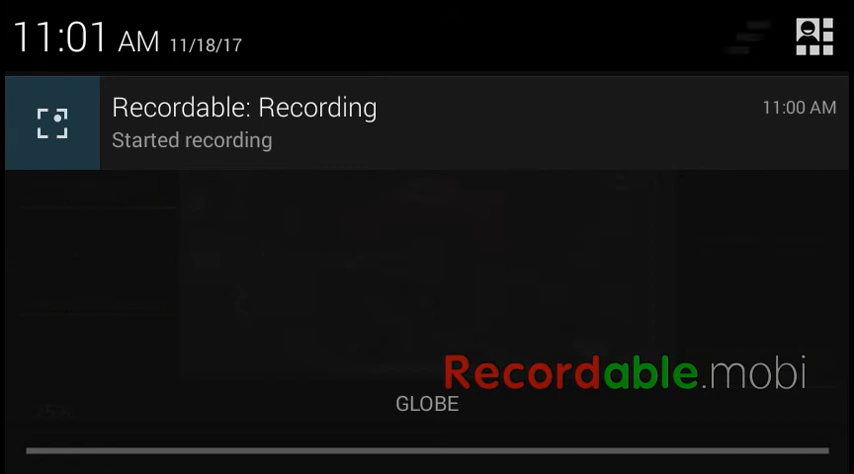 11:01 AM 11/18/17
Recordable: Recording
11:00 AM
Started recording
Recordable.mobi
GLOBE